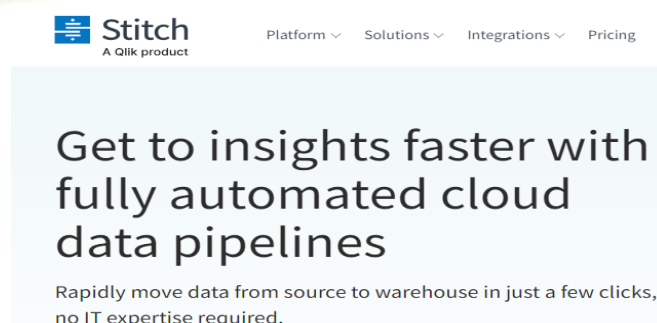 Stitch
A Qlik product
Platform Solutions Integrations Pricing
Get to insights faster with
fully automated cloud
data pipelines
Rapidly move data from source to warehouse in just a few clicks,
no IT expertise required.